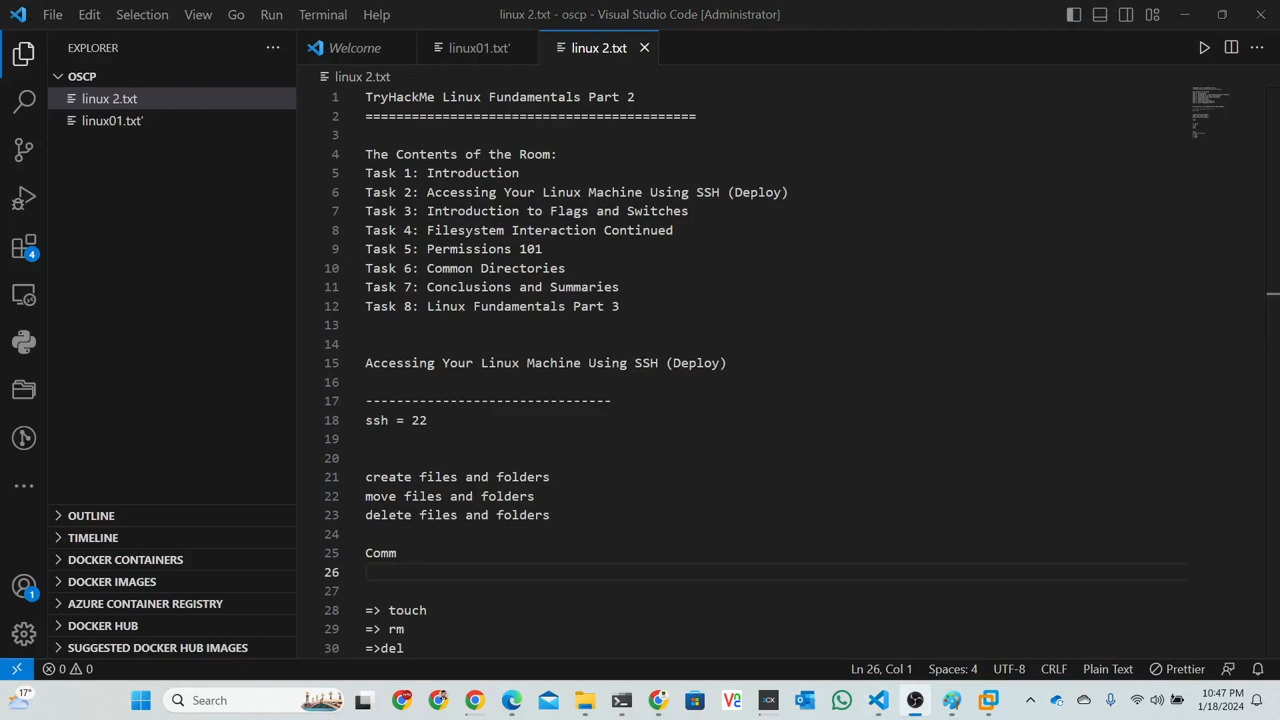 File Edit Selection View Go Run Terminal Help linux 2.txt - oscp - Visual Studio Code [Administrator]
EXPLORER
OSCP
linux 2.txt
linux01.txt'
OUTLINE
TIMELINE
DOCKER CONTAINERS
DOCKER IMAGES
AZURE CONTAINER REGISTRY
DOCKER HUB
SUGGESTED DOCKER HUB IMAGES
4
1
Welcome linux01.txt' linux 2.txt
linux 2.txt
1 TryHackMe Linux Fundamentals Part 2
2 ===========================================
3
4 The Contents of the Room:
5 Task 1: Introduction
6 Task 2: Accessing Your Linux Machine Using SSH (Deploy)
7 Task 3: Introduction to Flags and Switches
8 Task 4: Filesystem Interaction Continued
9 Task 5: Permissions 101
10 Task 6: Common Directories
11 Task 7: Conclusions and Summaries
12 Task 8: Linux Fundamentals Part 3
13
14
15 Accessing Your Linux Machine Using SSH (Deploy)
16
17 --------------------------------
18 ssh = 22
19
20
21 create files and folders
22 move files and folders
23 delete files and folders
24
25 Comm
26
27
28 => touch
29 => rm
30 =>del
0 0 Ln 26, Col 1 Spaces: 4 UTF-8 CRLF Plain Text Prettier
17° Search 10:47 PM
1/18/2024